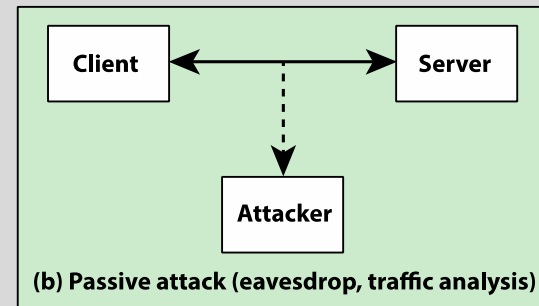 Client
Server
Attacker
(b) Passive attack (eavesdrop, traffic analysis)